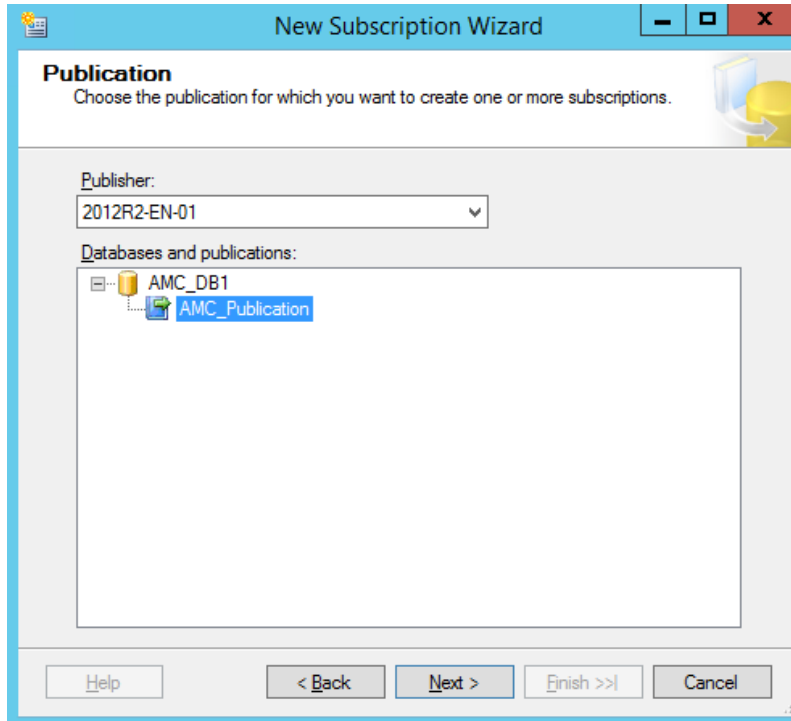 New Subscription Wizard
Publication
Choose the publication for which you want to create one or more subscriptions.
Publisher:
2012R2-EN-01
Databases and publications:
AMC_DB1
AMC_Publication
Help
< Back
Next >
Finish >>|
Cancel